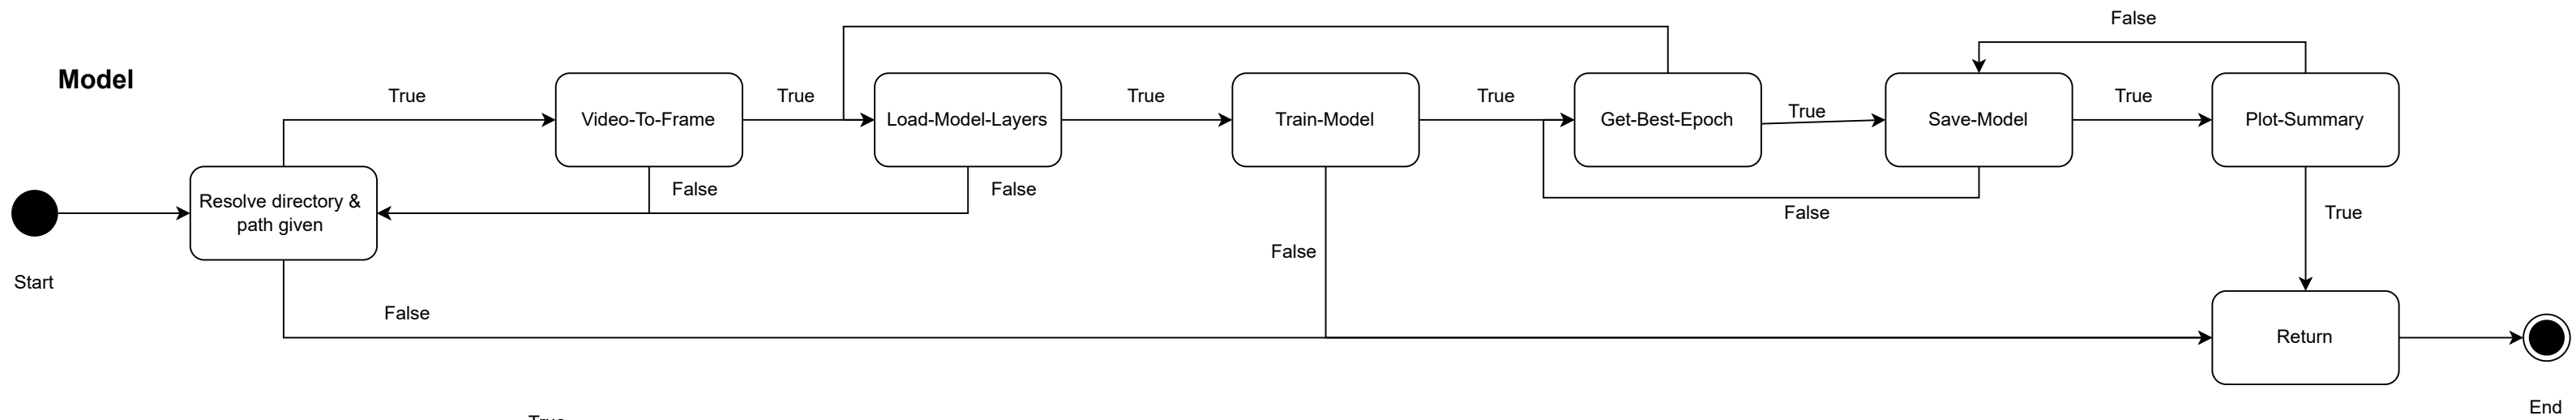 False
Model
True
Video-To-Frame
True
Load-Model-Layers
True
Train-Model
True
Get-Best-Epoch
True
Save-Model
True
Plot-Summary
Resolve directory &
path given
False
False
False
True
False
Start
False
Return
True
End